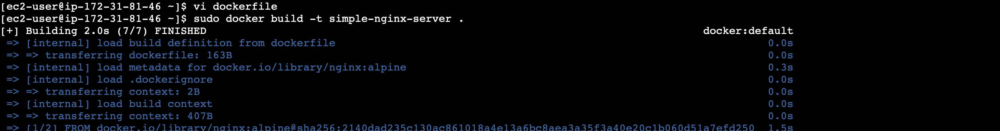 [ec2-user@ip-172-31-81-46 ~]$ vi dockerfile
[ec2-user@ip-172-31-81-46 ~]$ sudo docker build -t simple-nginx-server .
[+] Building 2.0s (7/7) FINISHED docker:default
=> [internal] load build definition from dockerfile 0.0s
=> => transferring dockerfile: 163B 0.0s
=> [internal] load metadata for docker.io/library/nginx:alpine 0.3s
=> [internal] load .dockerignore 0.0s
=> => transferring context: 2B 0.0s
=> [internal] load build context 0.0s
=> => transferring context: 407B 0.0s
=> [1/2] FROM docker.io/library/nginx:alpine@sha256:2140dad235c130ac861018a4e13a6bc8aea3a35f3a40e20c1b060d51a7efd250 1.5s